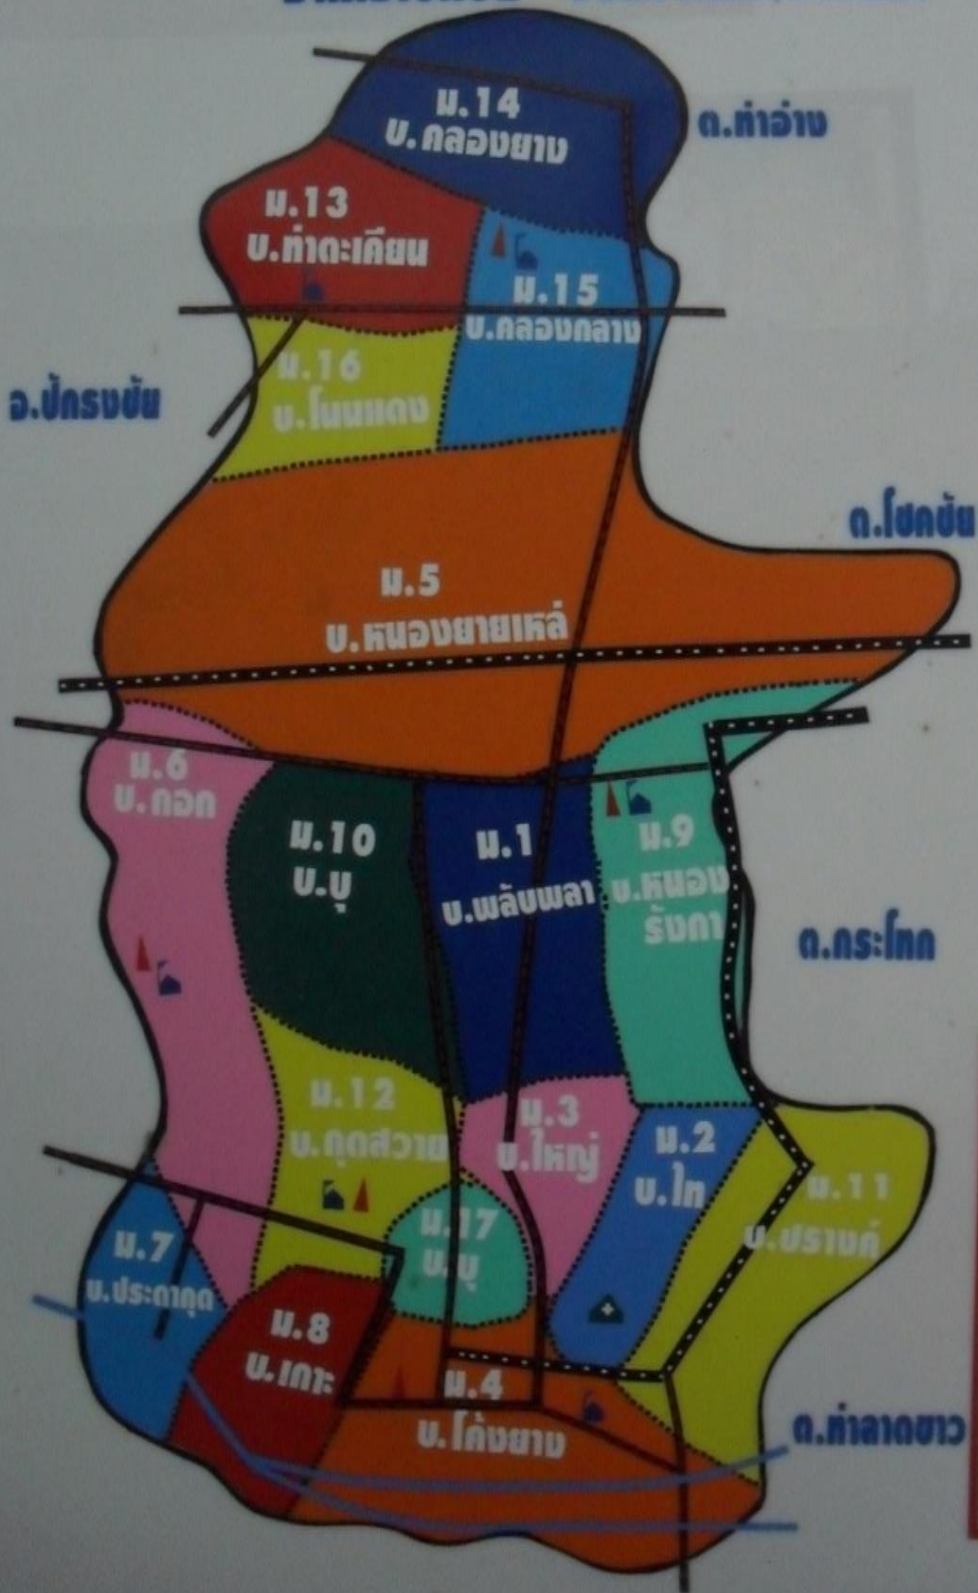 ม.14
บ.คลองยาง
ต.ท่าอ่าง
ม.13
บ.ท่าตะเคียน
ม.15
บ.คลองกลาง
ม.16
บ.โนนแดง
อ.ปักธงชัย
ต.โชคชัย
ม.5
บ.หนองยายเหล่
ม.6
บ.กอก
ม.10
บ.บุ
ม.1
บ.พลับพลา
ม.9
บ.หนอง
รังกา
ต.กระโทก
ม.12
บ.กุดสวาย
ม.3
บ.ใหญ่
ม.2
บ.ไท
ม.11
บ.ปรางค์
ม.7
บ.ประดากุด
ม.17
บ.บุ
ม.8
บ.เกาะ
ม.4
บ.โค้งยาง
ต.ท่าลาดขาว